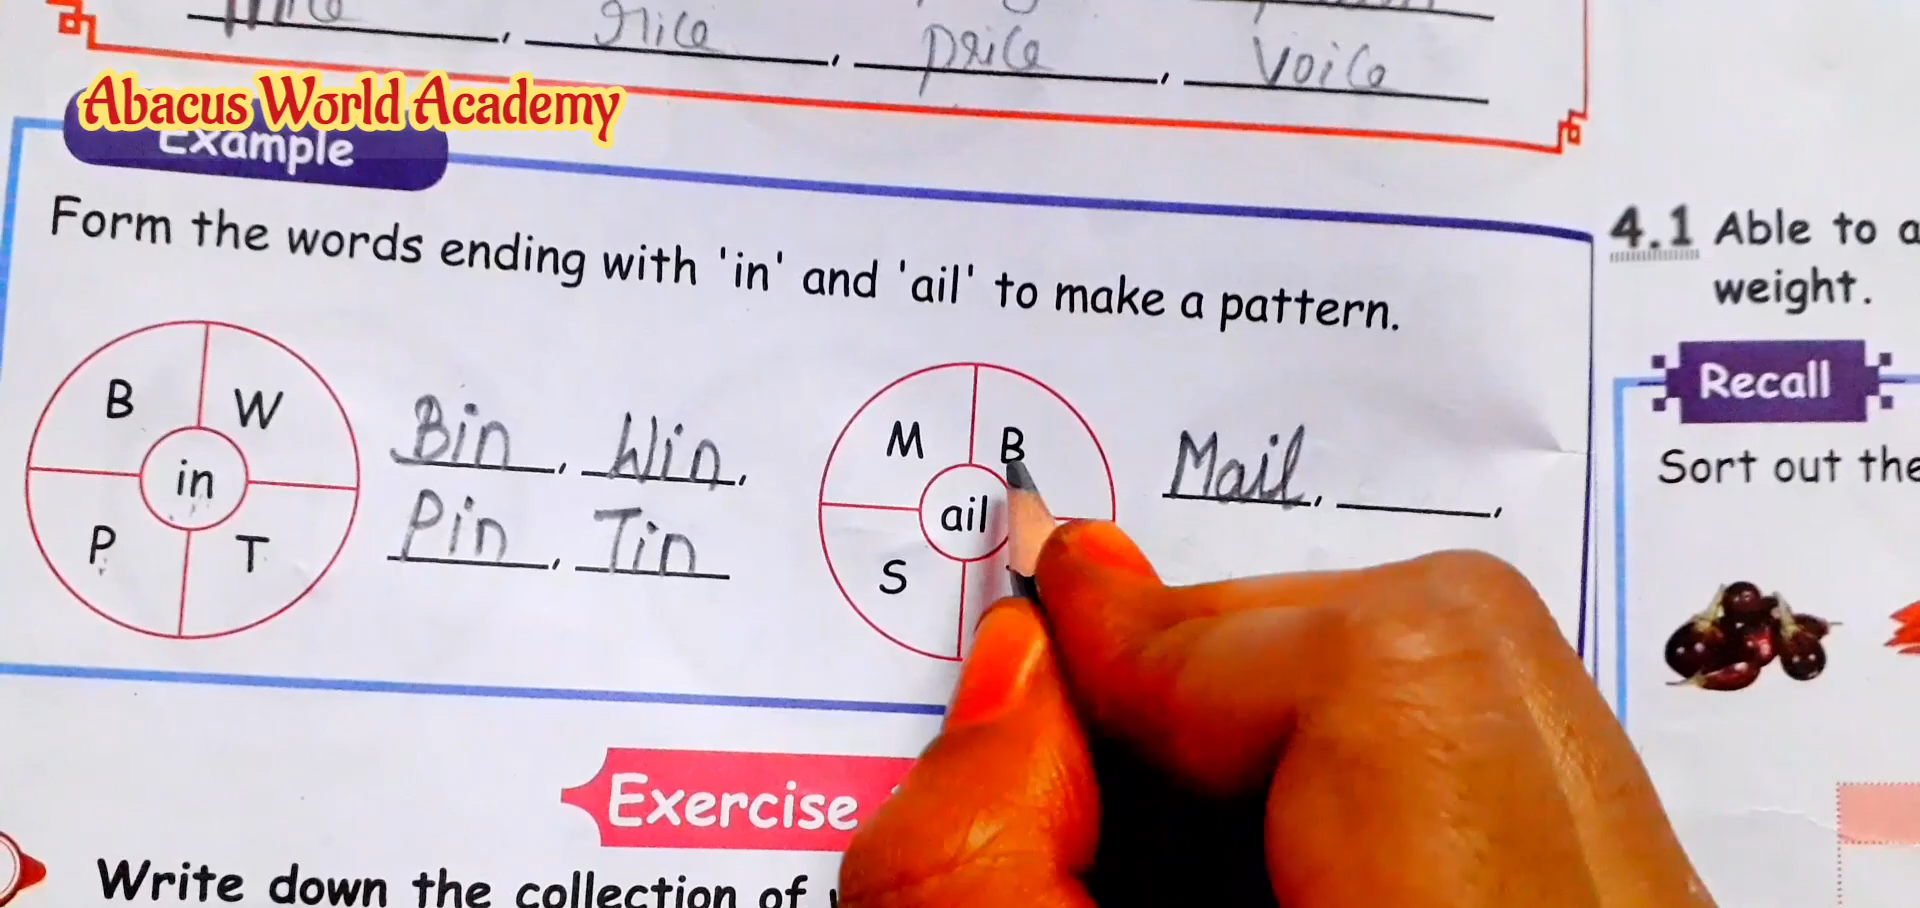 rice, price, voice
Abacus World Academy
Example
Form the words ending with 'in' and 'ail' to make a pattern.
B W
in
P T
Bin, Win,
Pin, Tin
M B
ail
S
Mail,
Exercise
Write down the collection of
4.1 Able to a
weight.
Recall
Sort out the